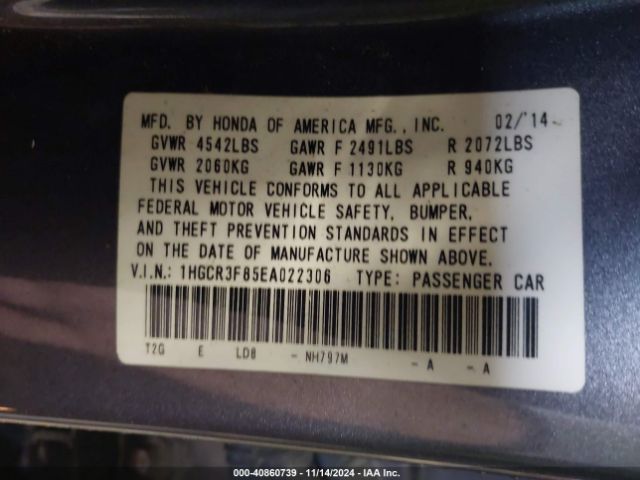 MFD. BY HONDA OF AMERICA MFG., INC. 02/'14
GVWR 4542LBS GAWR F 2491LBS R 2072LBS
GVWR 2060KG GAWR F 1130KG R 940KG
THIS VEHICLE CONFORMS TO ALL APPLICABLE
FEDERAL MOTOR VEHICLE SAFETY, BUMPER,
AND THEFT PREVENTION STANDARDS IN EFFECT
ON THE DATE OF MANUFACTURE SHOWN ABOVE.
V.I.N.: 1HGCR3F85EA022306 TYPE: PASSENGER CAR
T2G E LD8 - NH797M - A - A
000-40860739 - 11/14/2024 - IAA Inc.